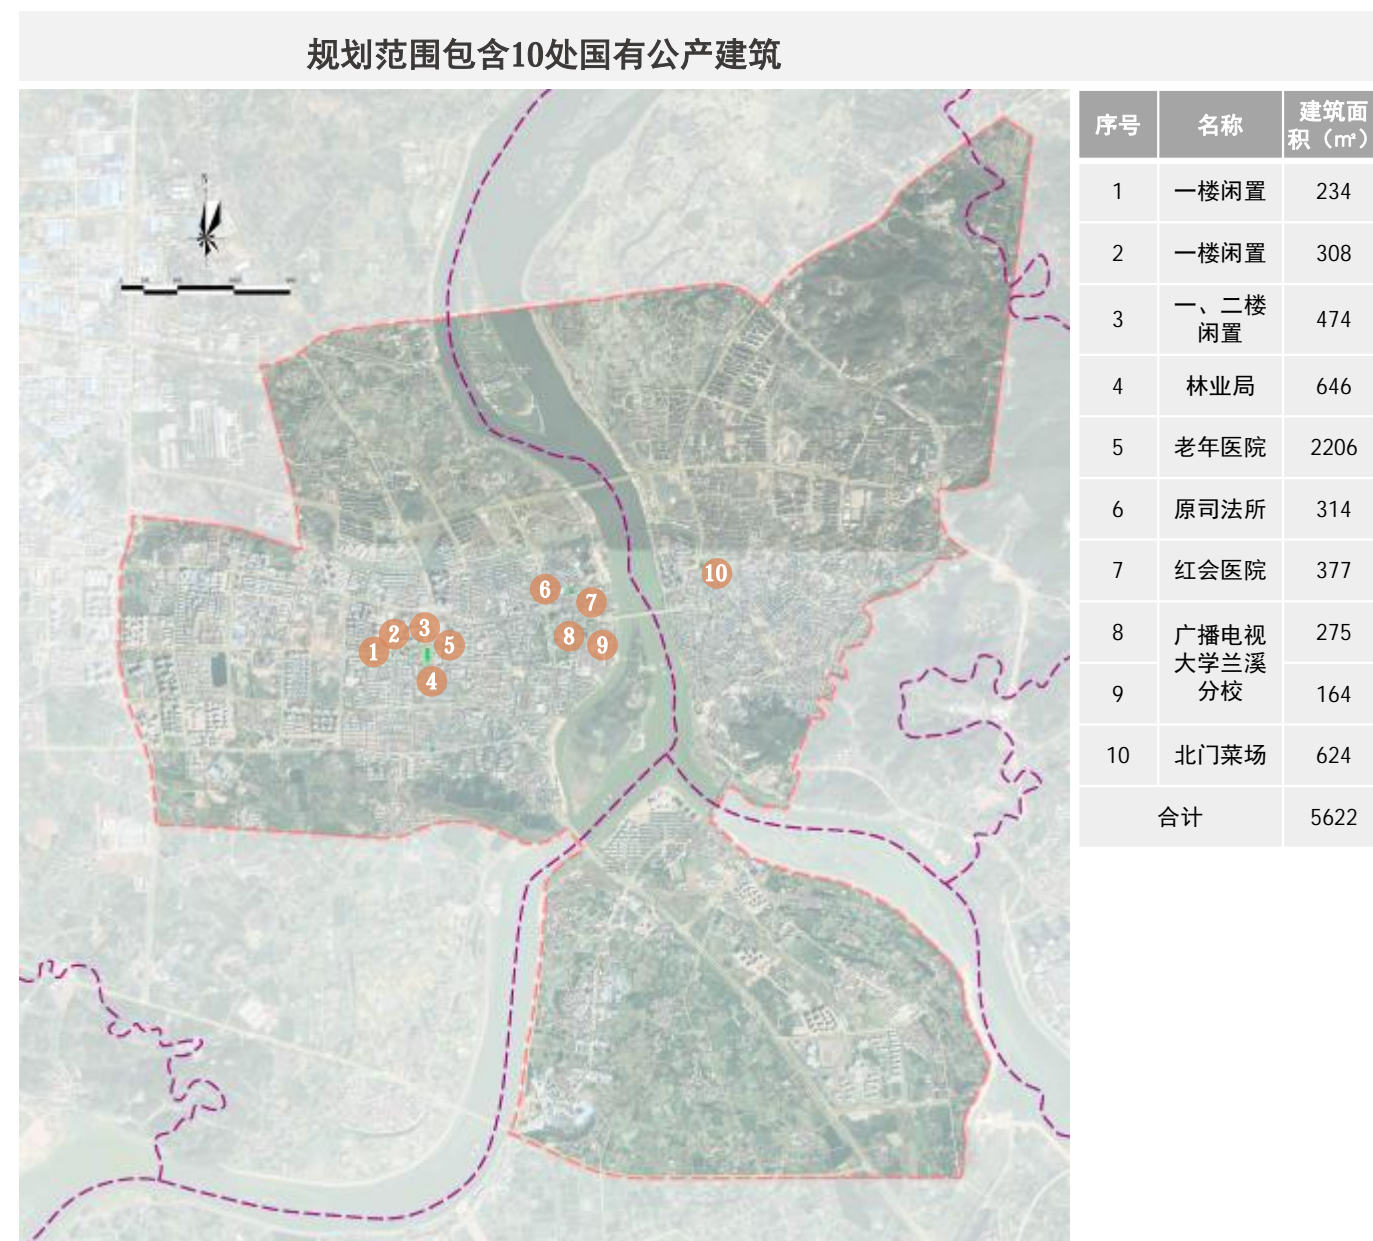 规划范围包含10处国有公产建筑
序号 名称 建筑面
积（㎡）
1 一楼闲置 234
2 一楼闲置 308
3 一、二楼
闲置 474
4 林业局 646
5 老年医院 2206
6 原司法所 314
7 红会医院 377
8 广播电视
大学兰溪
分校 275
9 164
10 北门菜场 624
合计 5622
6
7
10
8
9
1
2
3
5
4